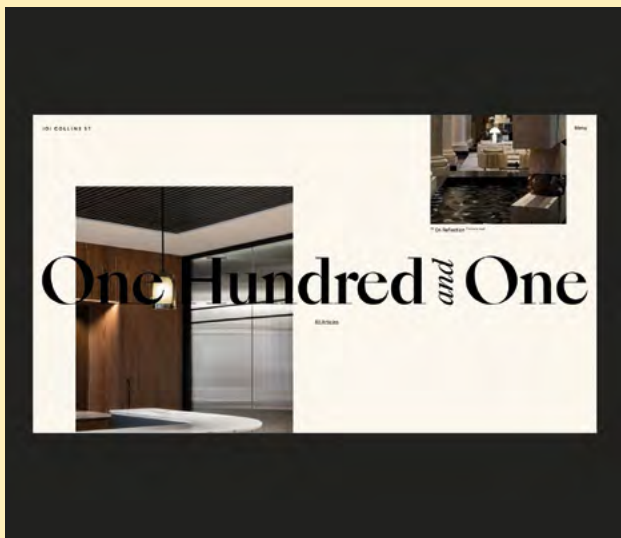 101 COLLINS ST
Menu
On Reflection
One Hundred and One
All Articles